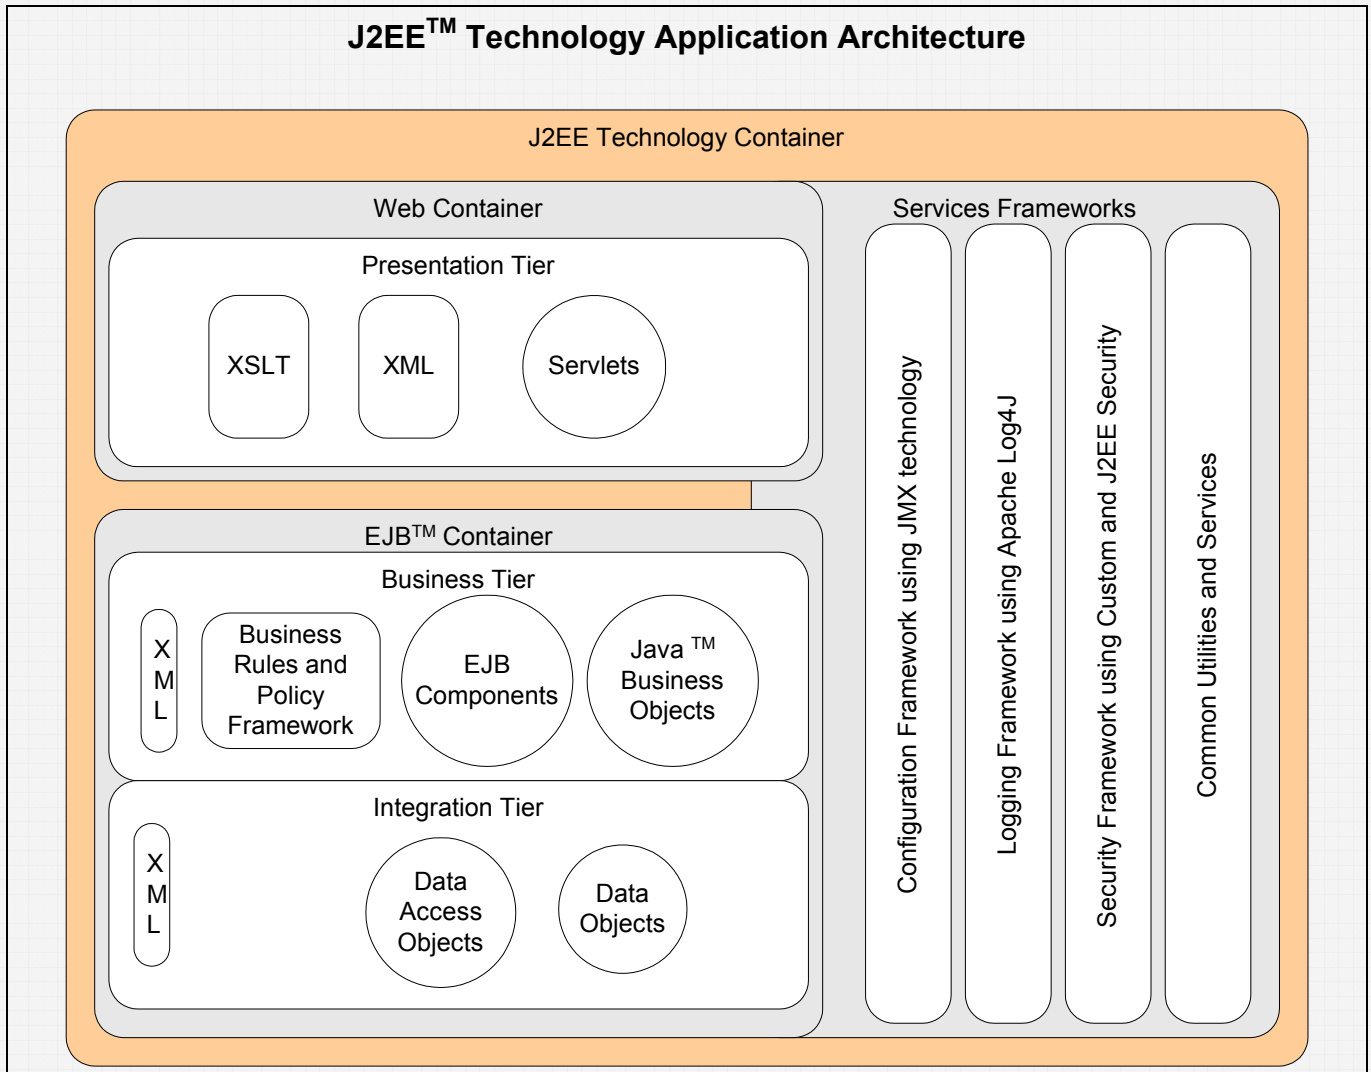 J2EE™ Technology Application Architecture
J2EE Technology Container
Web Container
Presentation Tier
XSLT
XML
Servlets
EJB™ Container
Business Tier
X
M
L
Business
Rules and
Policy
Framework
EJB
Components
Java ™
Business
Objects
Integration Tier
X
M
L
Data
Access
Objects
Data
Objects
Services Frameworks
Configuration Framework using JMX technology
Logging Framework using Apache Log4J
Security Framework using Custom and J2EE Security
Common Utilities and Services